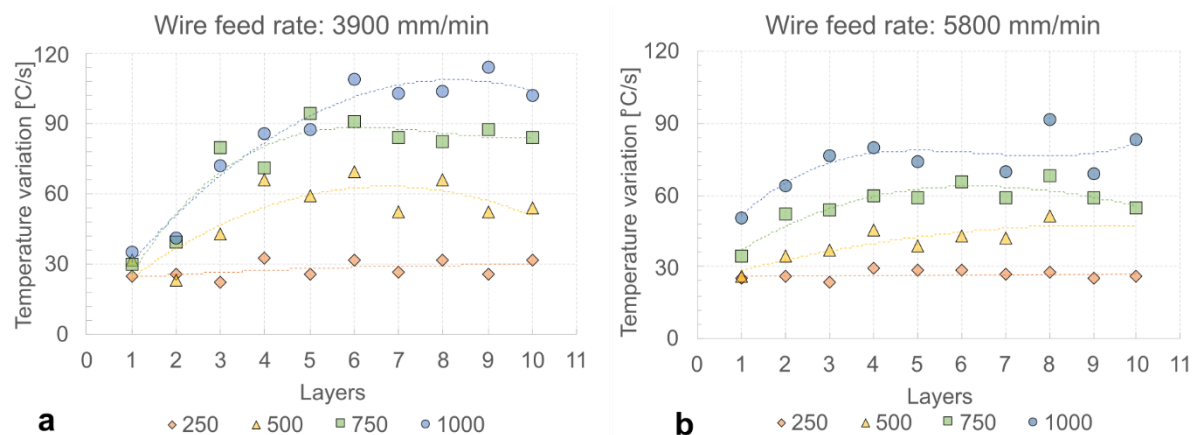 Wire feed rate: 3900 mm/min
Temperature variation [°C/s]
120
90
60
30
0
0 1 2 3 4 5 6 7 8 9 10 11
Layers
250 500 750 1000
a
Wire feed rate: 5800 mm/min
Temperature variation [°C/s]
120
90
60
30
0
0 1 2 3 4 5 6 7 8 9 10 11
Layers
250 500 750 1000
b